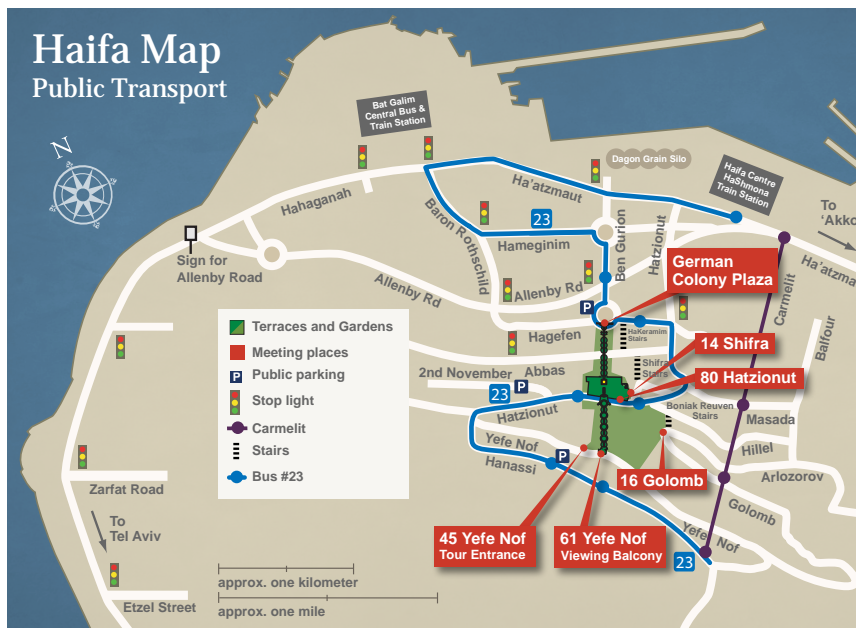 Haifa Map
Public Transport
N
Bat Galim
Central Bus &
Train Station
Dagon Grain Silo
Haifa Centre
HaShmona
Train Station
To
'Akko
Hahaganah
Ha'atzmaut
Baron Rothschild
23
Hameginim
Ben Gurion
Hatzionut
Carmelit
Ha'atzma
Sign for
Allenby Road
Allenby Rd
Allenby Rd
German
Colony Plaza
P
Hagefen
HaKeramim
Stairs
Balfour
Terraces and Gardens
Meeting places
P Public parking
Stop light
Carmelit
Stairs
Bus #23
Abbas
2nd November
P
Shifra
Stairs
14 Shifra
80 Hatzionut
23
Hatzionut
Boniak Reuven
Stairs
Masada
Yefe Nof
Hanassi
P
Hillel
Arlozorov
16 Golomb
Golomb
Zarfat Road
To
Tel Aviv
45 Yefe Nof
Tour Entrance
61 Yefe Nof
Viewing Balcony
Yefe Nof
23
approx. one kilometer
approx. one mile
Etzel Street